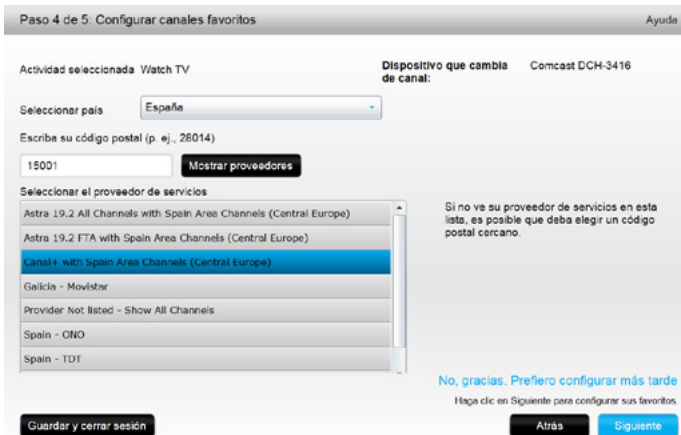 Paso 4 de 5: Configurar canales favoritos
Ayuda
Actividad seleccionada Watch TV
Dispositivo que cambia de canal:
Comcast DCH-3416
Seleccionar país
España
Escriba su código postal (p. ej., 28014)
15001
Mostrar proveedores
Seleccionar el proveedor de servicios
Astra 19.2 All Channels with Spain Area Channels (Central Europe)
Astra 19.2 FTA with Spain Area Channels (Central Europe)
Canal+ with Spain Area Channels (Central Europe)
Galicia - Movistar
Provider Not listed - Show All Channels
Spain - ONO
Spain - TDT
Si no ve su proveedor de servicios en esta
lista, es posible que deba elegir un código
postal cercano.
No, gracias. Prefiero configurar más tarde
Haga clic en Siguiente para configurar sus favoritos.
Guardar y cerrar sesión
Atrás
Siguiente